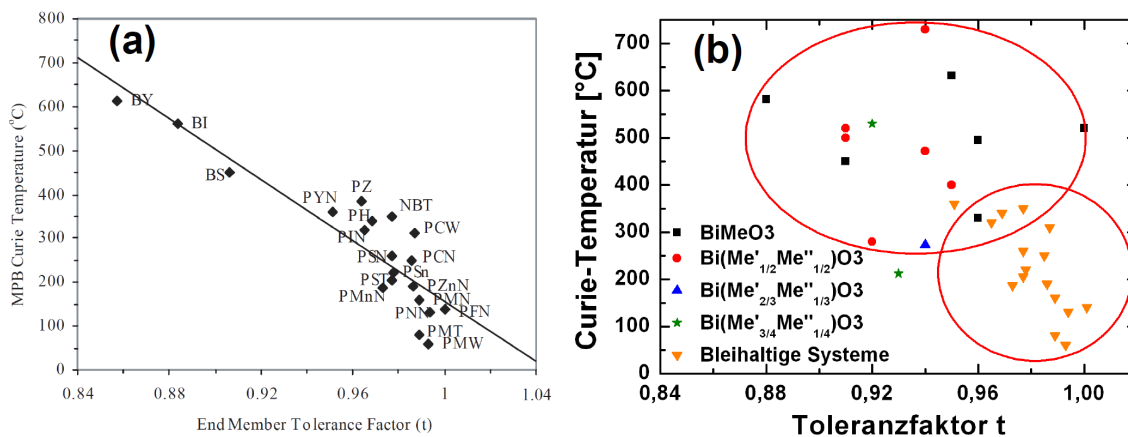 (a)
MPB Curie Temperature (°C)
800
700
600
500
400
300
200
100
0
BY
BI
BS
PYN
PZ
PH
NBT
PIN
PCW
PSN
PCN
PSn
PST
PZnN
PMnN
PMN
PNN
PFN
PMT
PMW
0.84
0.88
0.92
0.96
1
1.04
End Member Tolerance Factor (t)
(b)
Curie-Temperatur [°C]
700
600
500
400
300
200
100
0
BiMeO3
Bi(Me'1/2Me''1/2)O3
Bi(Me'2/3Me''1/3)O3
Bi(Me'3/4Me''1/4)O3
Bleihaltige Systeme
0,84
0,88
0,92
0,96
1,00
Toleranzfaktor t